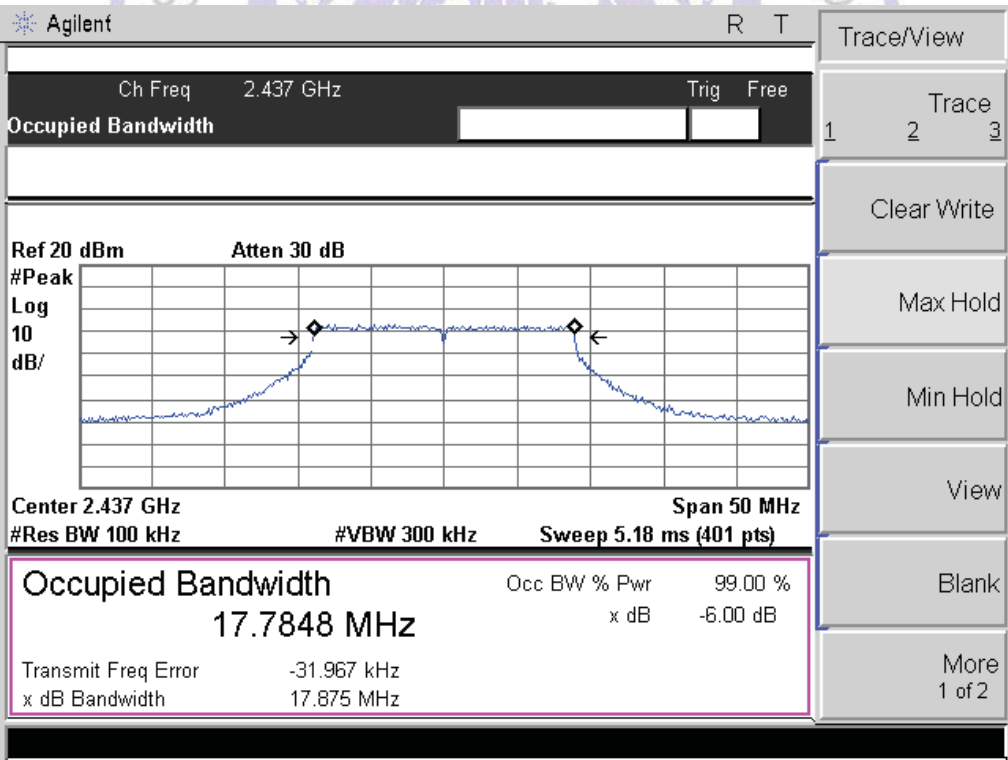 Agilent
R T
Trace/View
Ch Freq 2.437 GHz Trig Free
Occupied Bandwidth
Trace
1 2 3
Clear Write
Max Hold
Min Hold
View
Blank
More
1 of 2
Ref 20 dBm Atten 30 dB
#Peak
Log
10
dB/
Center 2.437 GHz Span 50 MHz
#Res BW 100 kHz #VBW 300 kHz Sweep 5.18 ms (401 pts)
Occupied Bandwidth
17.7848 MHz
Occ BW % Pwr 99.00 %
x dB -6.00 dB
Transmit Freq Error -31.967 kHz
x dB Bandwidth 17.875 MHz